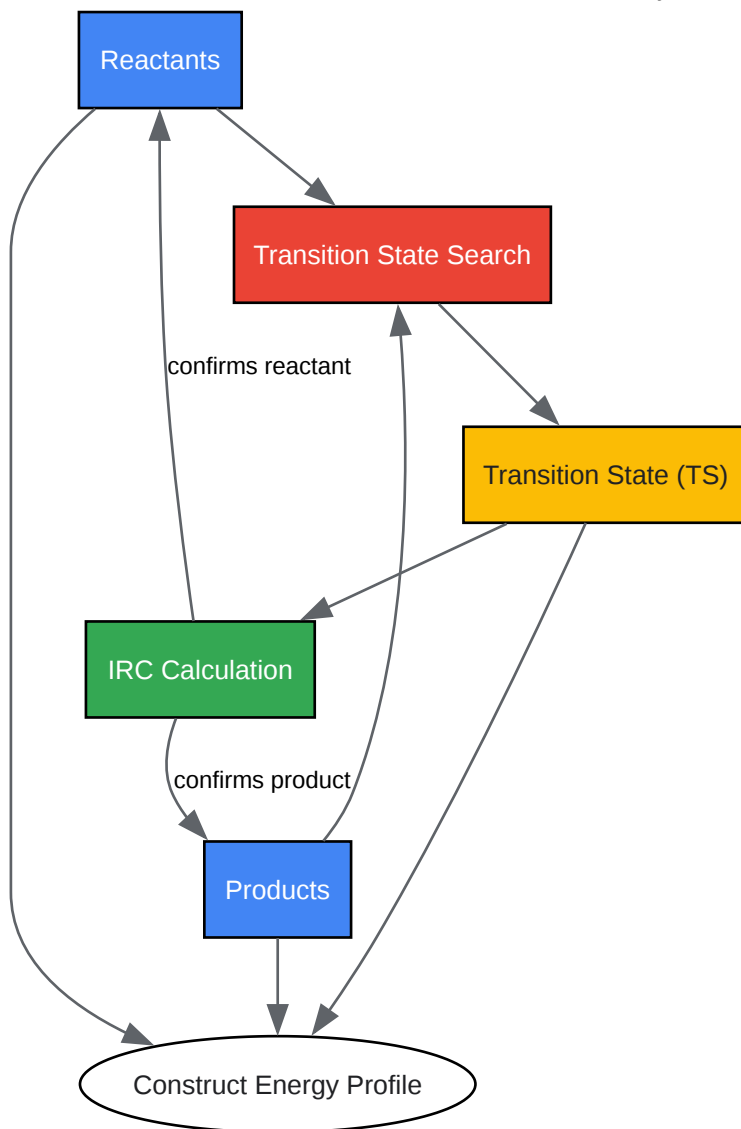 Reactants
Transition State Search
confirms reactant
Transition State (TS)
IRC Calculation
confirms product
Products
Construct Energy Profile